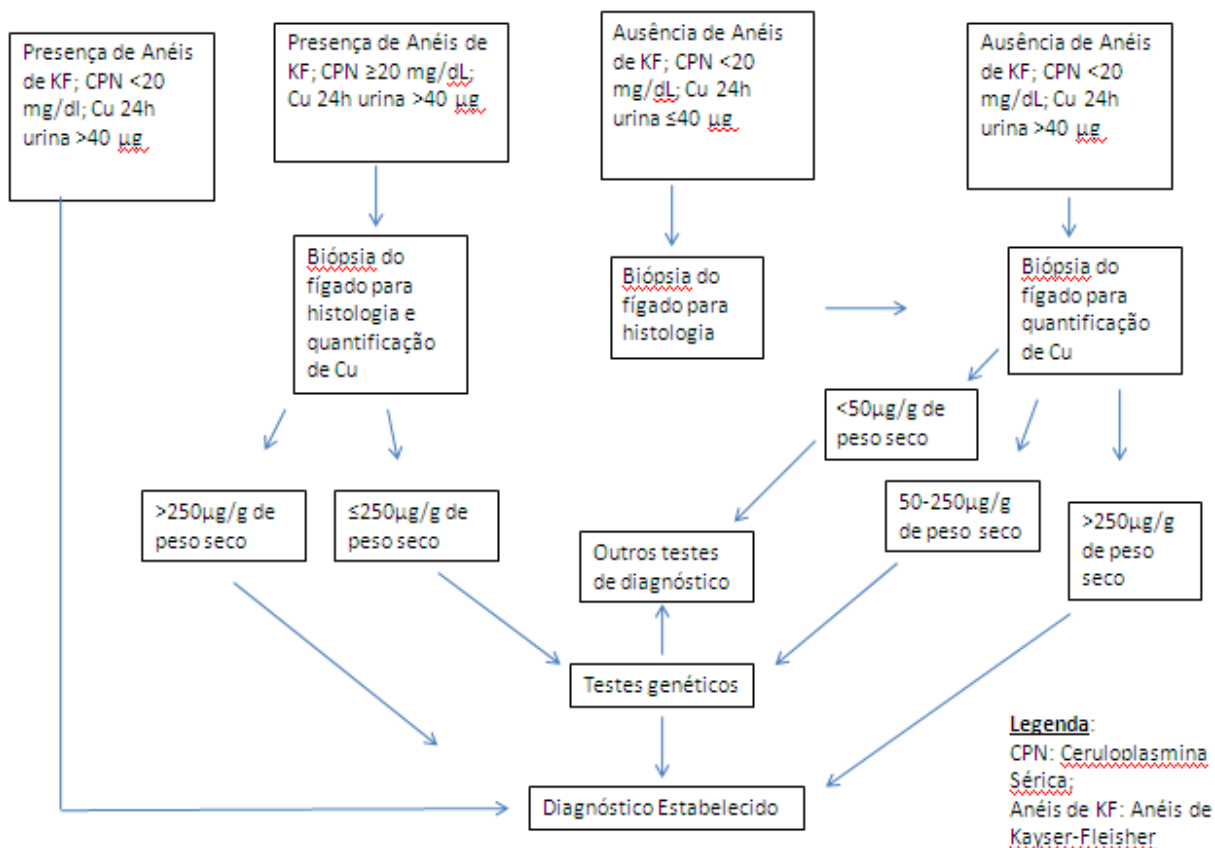 Presença de Anéis
de KF; CPN <20
mg/dl; Cu 24h
urina >40 µg
Presença de Anéis de
KF; CPN ≥20 mg/dL;
Cu 24h urina >40 µg
Ausência de Anéis
de KF; CPN <20
mg/dL; Cu 24h
urina ≤40 µg
Ausência de Anéis
de KF; CPN <20
mg/dL; Cu 24h
urina >40 µg
Biópsia do
fígado para
histologia e
quantificação
de Cu
Biópsia do
fígado para
histologia
Biópsia do
fígado para
quantificação
de Cu
<50µg/g de
peso seco
>250µg/g de
peso seco
≤250µg/g de
peso seco
50-250µg/g
de peso seco
>250µg/g
de peso
seco
Outros testes
de diagnóstico
Testes genéticos
Diagnóstico Estabelecido
Legenda:
CPN: Ceruloplasmina
Sérica;
Anéis de KF: Anéis de
Kayser-Fleisher